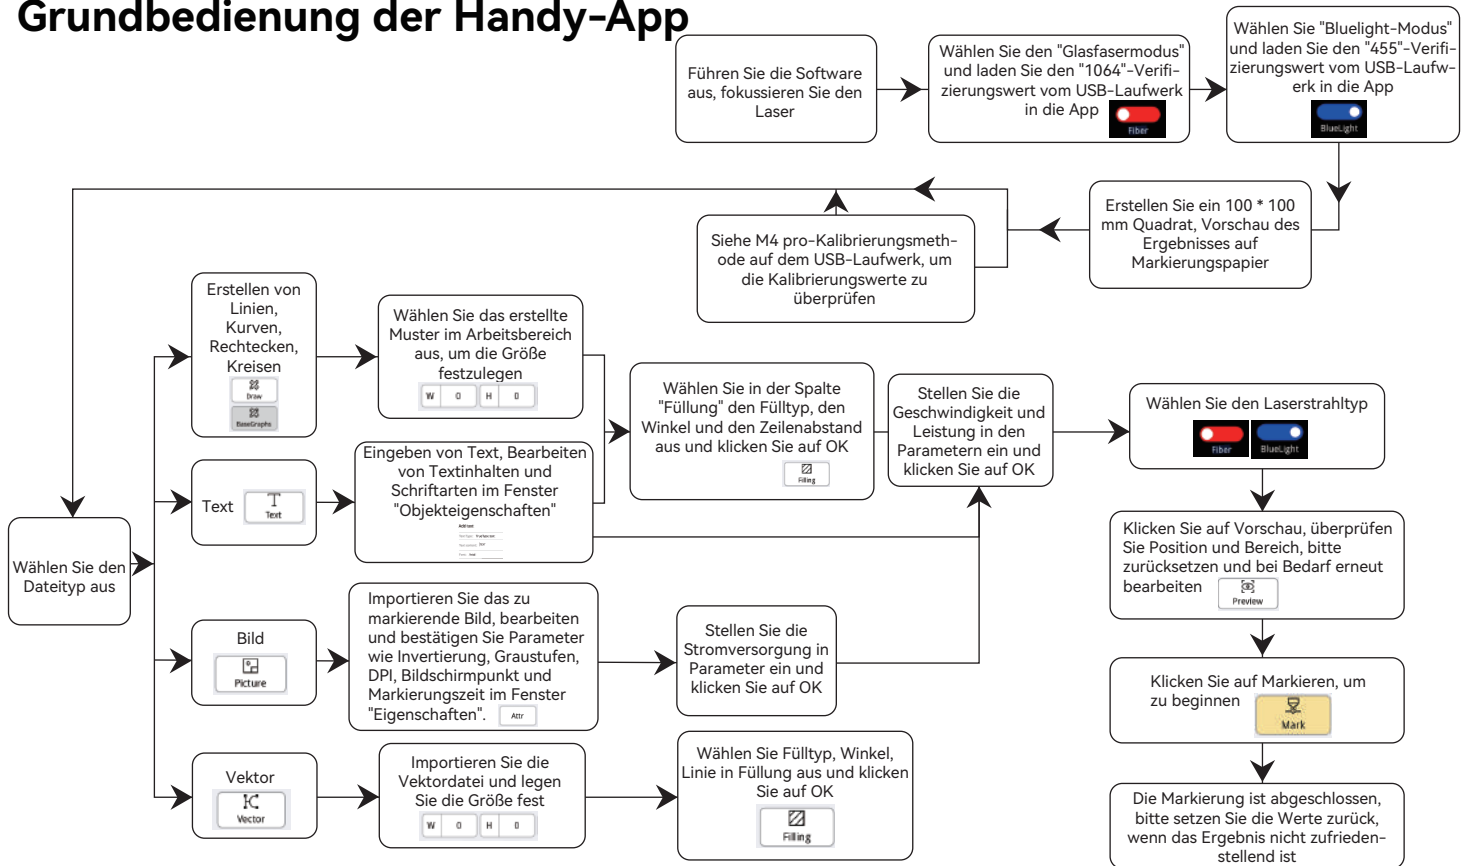 Grundbedienung der Handy-App
Führen Sie die Software
aus, fokussieren Sie den
Laser
Wählen Sie den "Glasfasermodus"
und laden Sie den "1064"-Verifi-
zierungswert vom USB-Laufwerk
in die App
Fiber
Wählen Sie "Bluelight-Modus"
und laden Sie den "455"-Verifi-
zierungswert vom USB-Laufw-
erk in die App
BlueLight
Erstellen Sie ein 100 * 100
mm Quadrat, Vorschau des
Ergebnisses auf
Markierungspapier
Siehe M4 pro-Kalibrierungsmeth-
ode auf dem USB-Laufwerk, um
die Kalibrierungswerte zu
überprüfen
Wählen Sie den
Dateityp aus
Erstellen von
Linien,
Kurven,
Rechtecken,
Kreisen
Draw
BaseGraphs
Wählen Sie das erstellte
Muster im Arbeitsbereich
aus, um die Größe
festzulegen
W 0 H 0
Text
Text
Eingeben von Text, Bearbeiten
von Textinhalten und
Schriftarten im Fenster
"Objekteigenschaften"
Wählen Sie in der Spalte
"Füllung" den Fülltyp, den
Winkel und den Zeilenabstand
aus und klicken Sie auf OK
Filling
Stellen Sie die
Geschwindigkeit und
Leistung in den
Parametern ein und
klicken Sie auf OK
Bild
Picture
Importieren Sie das zu
markierende Bild, bearbeiten
und bestätigen Sie Parameter
wie Invertierung, Graustufen,
DPI, Bildschirmpunkt und
Markierungszeit im Fenster
"Eigenschaften".
Attr
Stellen Sie die
Stromversorgung in
Parameter ein und
klicken Sie auf OK
Vektor
Vector
Importieren Sie die
Vektordatei und legen
Sie die Größe fest
W 0 H 0
Wählen Sie Fülltyp, Winkel,
Linie in Füllung aus und klicken
Sie auf OK
Filling
Wählen Sie den Laserstrahltyp
Fiber BlueLight
Klicken Sie auf Vorschau, überprüfen
Sie Position und Bereich, bitte
zurücksetzen und bei Bedarf erneut
bearbeiten
Preview
Klicken Sie auf Markieren, um
zu beginnen
Mark
Die Markierung ist abgeschlossen,
bitte setzen Sie die Werte zurück,
wenn das Ergebnis nicht zufrieden-
stellend ist